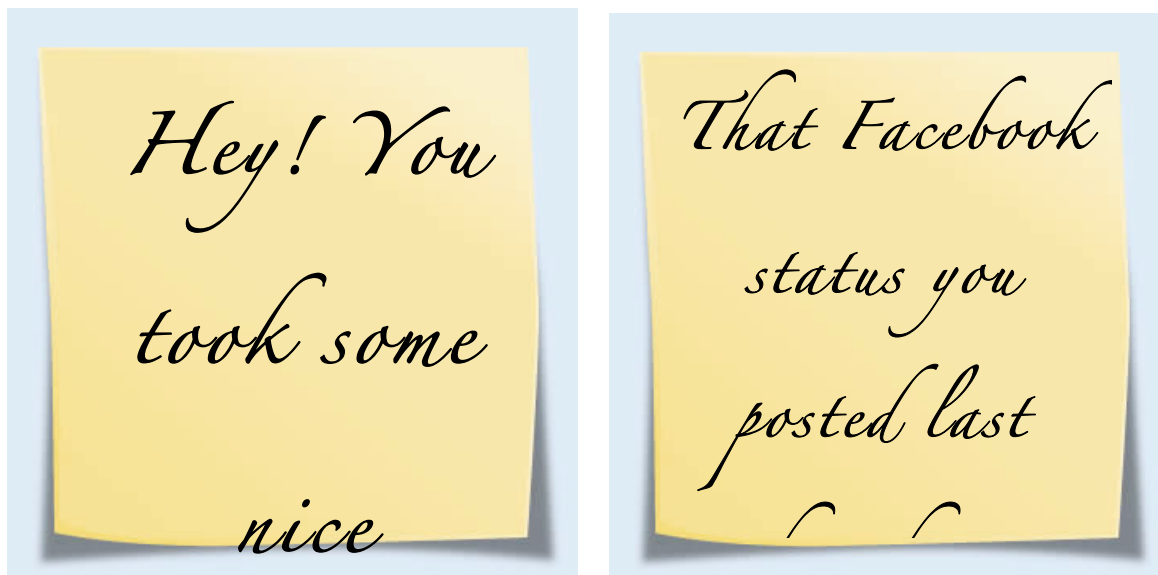 Hey! You
took some
nice
That Facebook
status you
posted last